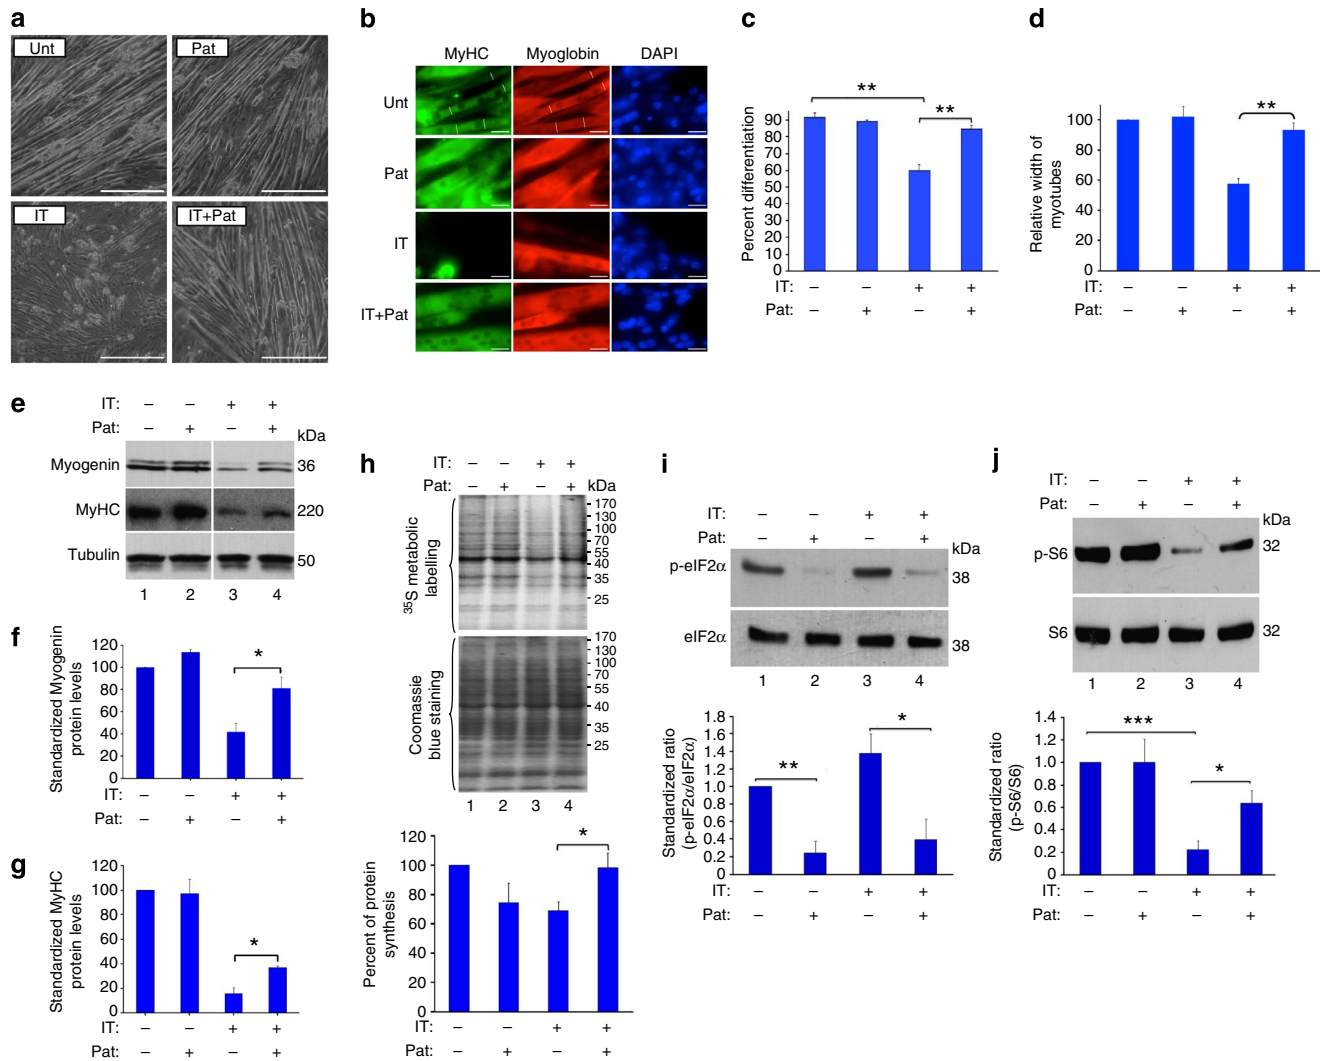 a
Unt
Pat
IT
IT+Pat
b
MyHC Myoglobin DAPI
Unt
Pat
IT
IT+Pat
c
Percent differentiation
90
80
70
60
50
40
30
20
10
0
** **
IT: – – + +
Pat: – + – +
d
Relative width of
myotubes
100
80
60
40
20
0
**
IT: – – + +
Pat: – + – +
e
IT: – – + +
Pat: – + – +
kDa
Myogenin 36
MyHC 220
Tubulin 50
1 2 3 4
f
Standardized Myogenin
protein levels
120
100
80
60
40
20
0
*
IT: – – + +
Pat: – + – +
g
Standardized MyHC
protein levels
120
100
80
60
40
20
0
*
IT: – – + +
Pat: – + – +
h
IT: – – + +
Pat: – + – + kDa
35S metabolic
labelling
170
130
100
70
55
40
35
25
Coomassie
blue staining
170
130
100
70
55
40
35
25
1 2 3 4
Percent of protein
synthesis
120
100
80
60
40
20
0
*
IT: – – + +
Pat: – + – +
i
IT: – – + +
Pat: – + – +
kDa
p-eIF2α 38
eIF2α 38
1 2 3 4
Standardized ratio
(p-eIF2α/eIF2α)
1.8
1.6
1.4
1.2
1.0
0.8
0.6
0.4
0.2
0
** *
IT: – – + +
Pat: – + – +
j
IT: – – + +
Pat: – + – +
kDa
p-S6 32
S6 32
1 2 3 4
Standardized ratio
(p-S6/S6)
1.4
1.2
1.0
0.8
0.6
0.4
0.2
0
*** *
IT: – – + +
Pat: – + – +